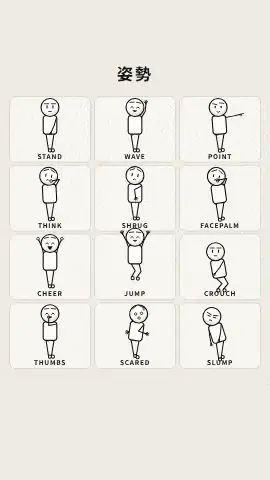 姿勢
STAND
WAVE
POINT
THINK
SHRUG
FACEPALM
CHEER
JUMP
CROUCH
THUMBS
SCARED
SLUMP